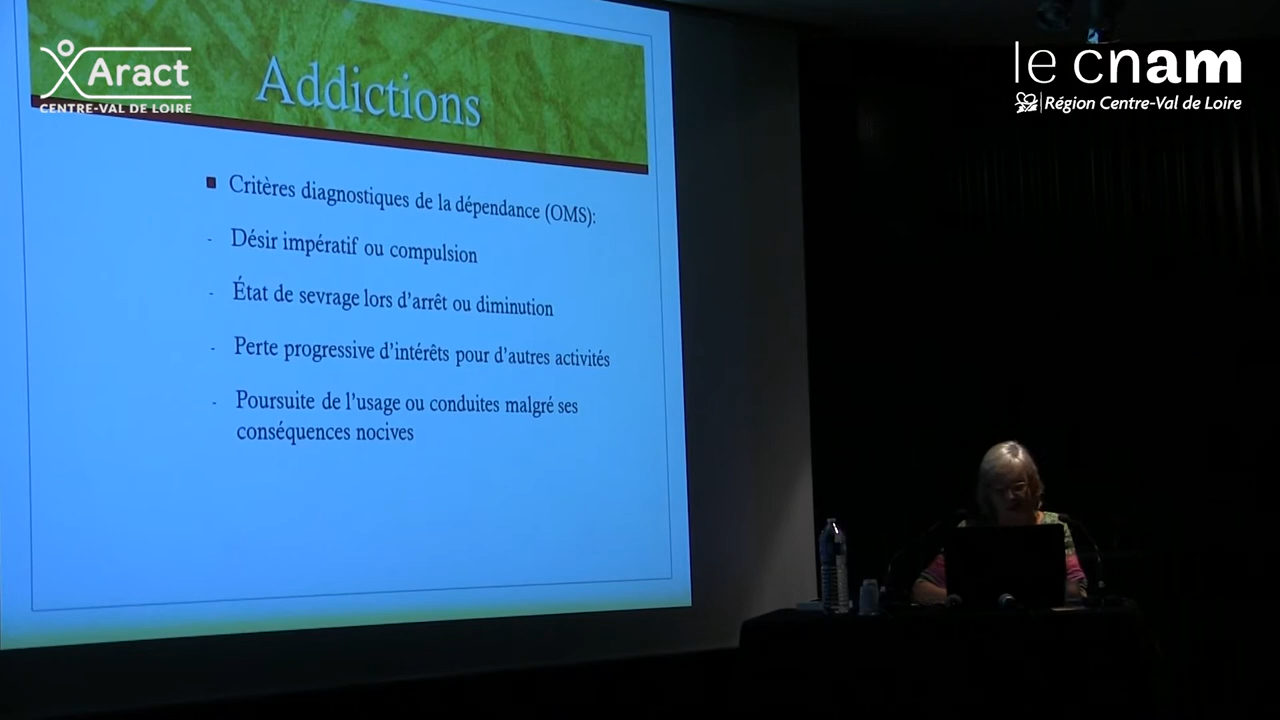 Aract
CENTRE-VAL DE LOIRE
le cnam
Région Centre-Val de Loire
Addictions
Critères diagnostiques de la dépendance (OMS):
- Désir impératif ou compulsion
- État de sevrage lors d'arrêt ou diminution
- Perte progressive d'intérêts pour d'autres activités
- Poursuite de l'usage ou conduites malgré ses
conséquences nocives